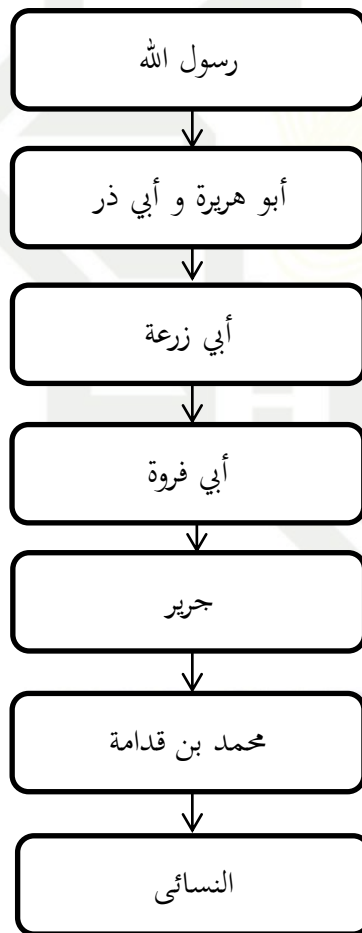 رسول الله
أبو هريرة و أبي ذر
أبي زرعة
أبي فروة
جرير
محمد بن قدامة
النسائى